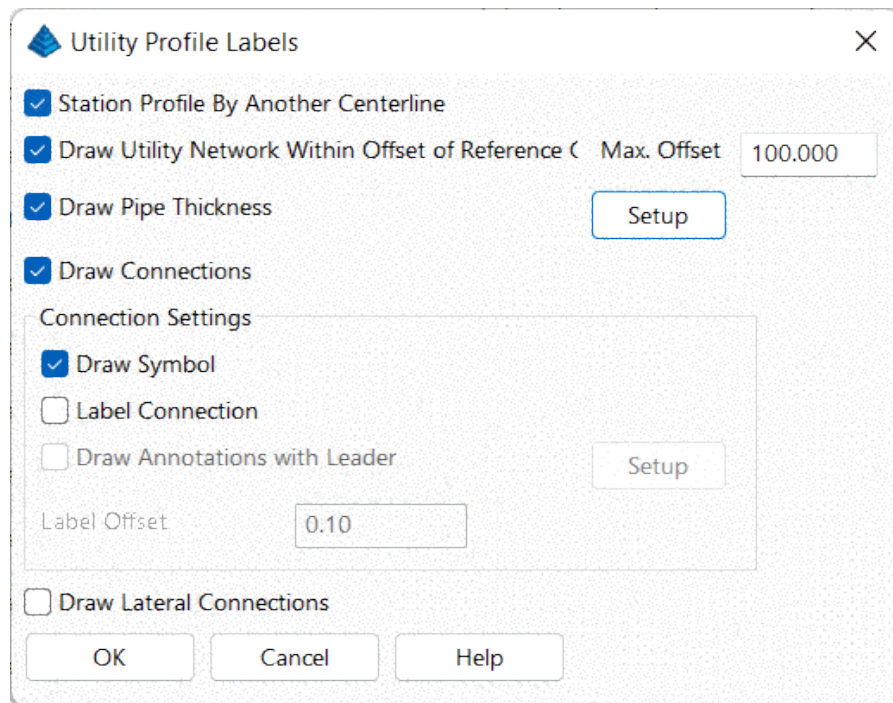 Utility Profile Labels
Station Profile By Another Centerline
Draw Utility Network Within Offset of Reference Max. Offset 100.000
Draw Pipe Thickness Setup
Draw Connections
Connection Settings
Draw Symbol
Label Connection
Draw Annotations with Leader Setup
Label Offset 0.10
Draw Lateral Connections
OK Cancel Help